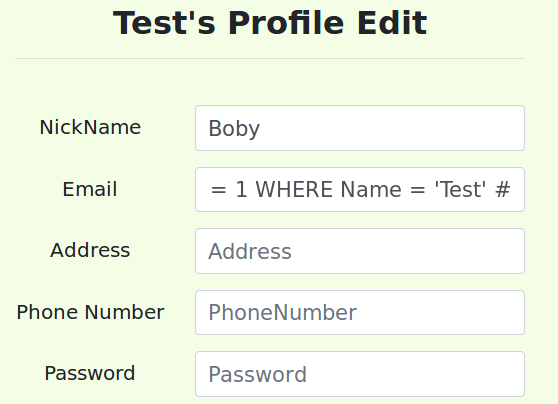 Test's Profile Edit
NickName Boby
Email = 1 WHERE Name = 'Test' #
Address Address
Phone Number PhoneNumber
Password Password